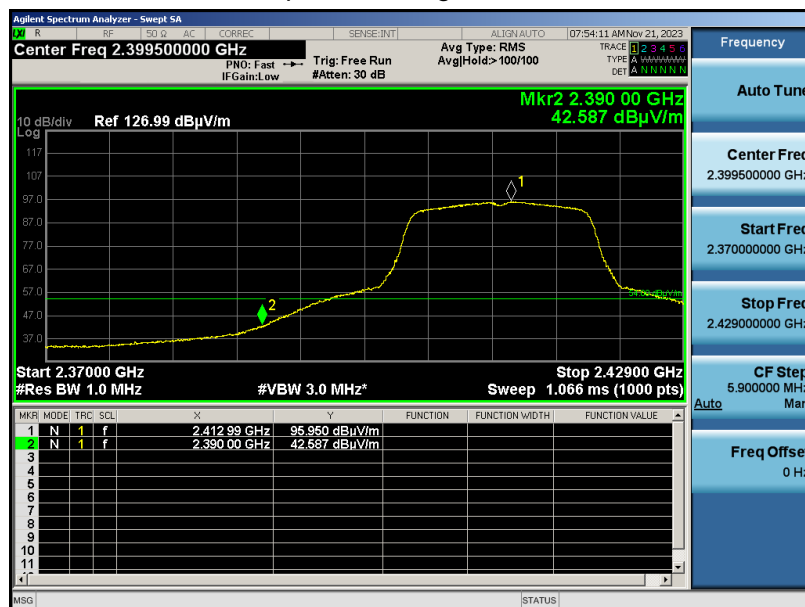 Agilent Spectrum Analyzer - Swept SA
LXI R RF 50 Ω AC CORREC SENSE:INT ALIGN AUTO 07:54:11 AM Nov 21, 2023
Center Freq 2.399500000 GHz
PNO: Fast
IFGain:Low
Trig: Free Run
#Atten: 30 dB
Avg Type: RMS
Avg|Hold:>100/100
TRACE 1 2 3 4 5 6
TYPE A WWWWW
DET A N N N N N
Mkr2 2.390 00 GHz
42.587 dBµV/m
10 dB/div Ref 126.99 dBµV/m
Log
117
107
97.0
87.0
77.0
67.0
57.0
47.0
37.0
1
2
54.00 dBµV/m
Start 2.37000 GHz Stop 2.42900 GHz
#Res BW 1.0 MHz #VBW 3.0 MHz* Sweep 1.066 ms (1000 pts)
MKR MODE TRC SCL X Y FUNCTION FUNCTION WIDTH FUNCTION VALUE
1 N 1 f 2.412 99 GHz 95.950 dBµV/m
2 N 1 f 2.390 00 GHz 42.587 dBµV/m
3
4
5
6
7
8
9
10
11
MSG STATUS
Frequency
Auto Tune
Center Freq
2.399500000 GHz
Start Freq
2.370000000 GHz
Stop Freq
2.429000000 GHz
CF Step
5.900000 MHz
Auto Man
Freq Offset
0 Hz